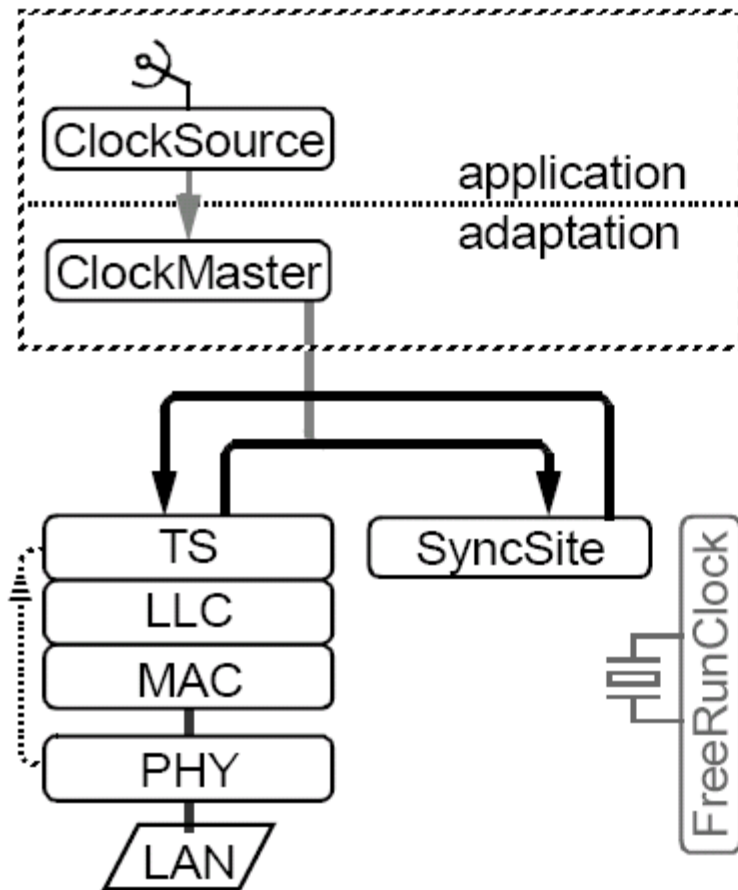 ClockSource
application
adaptation
ClockMaster
TS
SyncSite
LLC
MAC
PHY
LAN
FreeRunClock